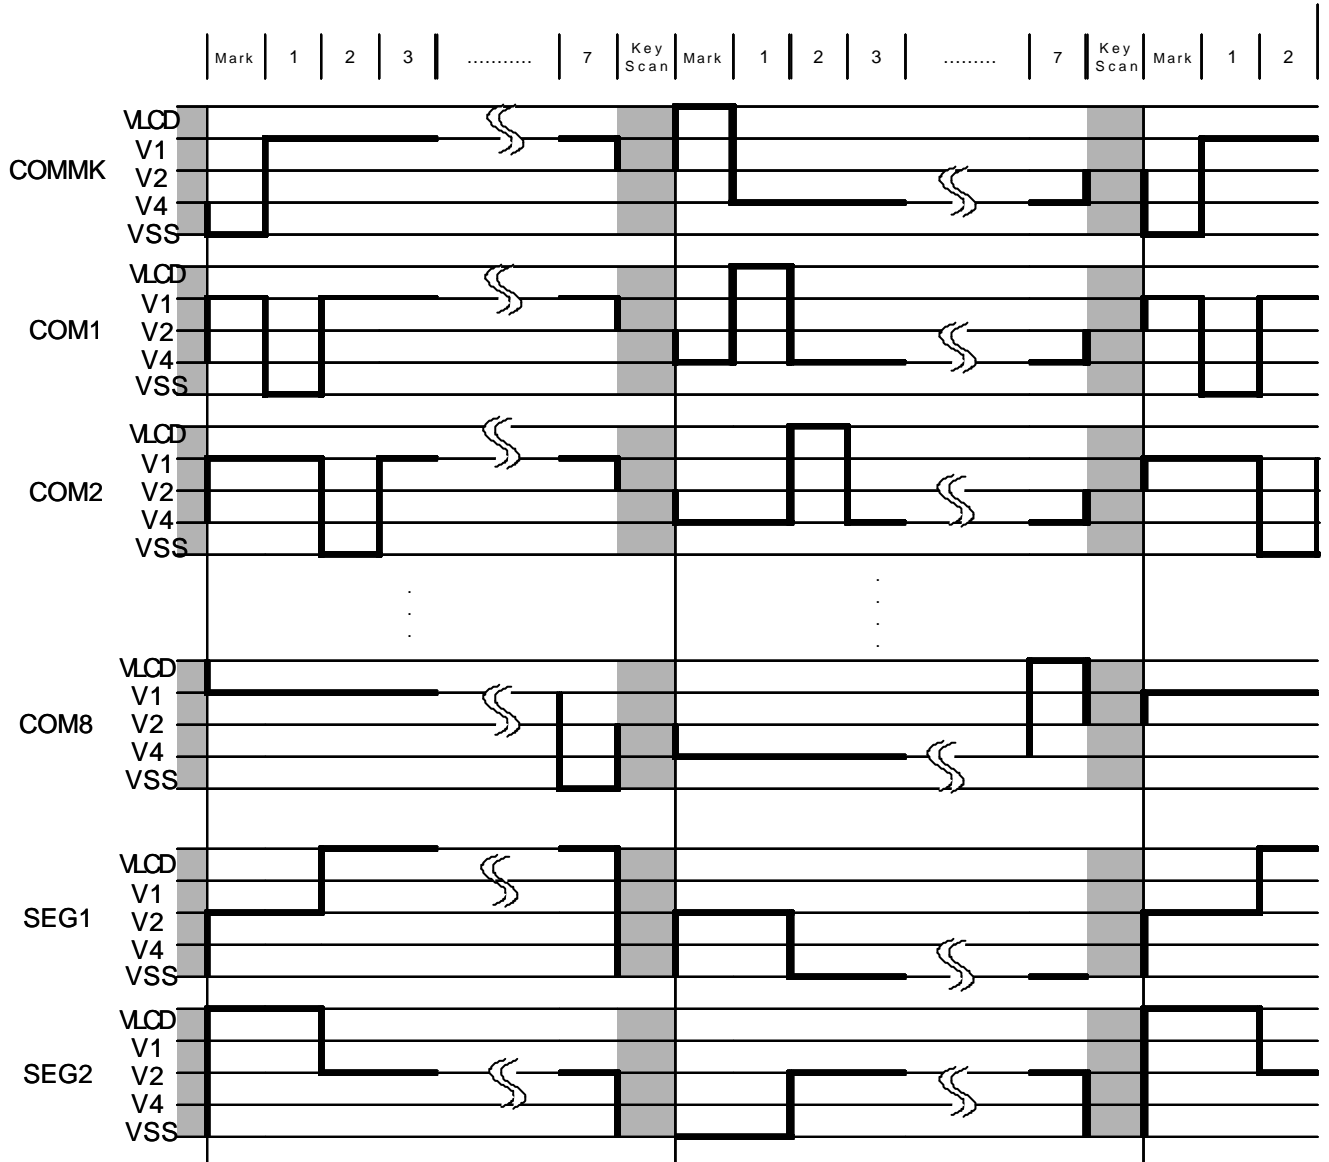 Mark 1 2 3 ........... 7 Key Scan Mark 1 2 3 ......... 7 Key Scan Mark 1 2
COMMK
VLCD
V1
V2
V4
VSS
COM1
VLCD
V1
V2
V4
VSS
COM2
VLCD
V1
V2
V4
VSS
COM8
VLCD
V1
V2
V4
VSS
SEG1
VLCD
V1
V2
V4
VSS
SEG2
VLCD
V1
V2
V4
VSS